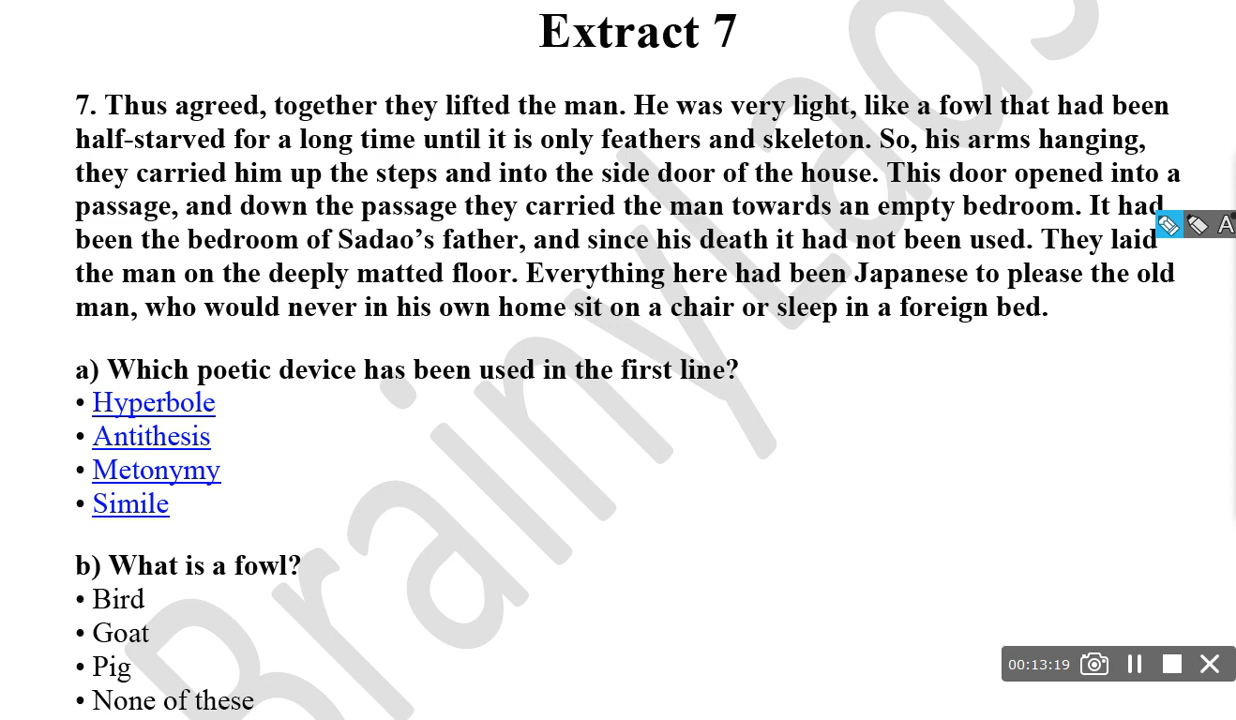 Extract 7
7. Thus agreed, together they lifted the man. He was very light, like a fowl that had been
half-starved for a long time until it is only feathers and skeleton. So, his arms hanging,
they carried him up the steps and into the side door of the house. This door opened into a
passage, and down the passage they carried the man towards an empty bedroom. It had
been the bedroom of Sadao’s father, and since his death it had not been used. They laid
the man on the deeply matted floor. Everything here had been Japanese to please the old
man, who would never in his own home sit on a chair or sleep in a foreign bed.
a) Which poetic device has been used in the first line?
• Hyperbole
• Antithesis
• Metonymy
• Simile
b) What is a fowl?
• Bird
• Goat
• Pig
• None of these
BrainyLads
A
00:13:19